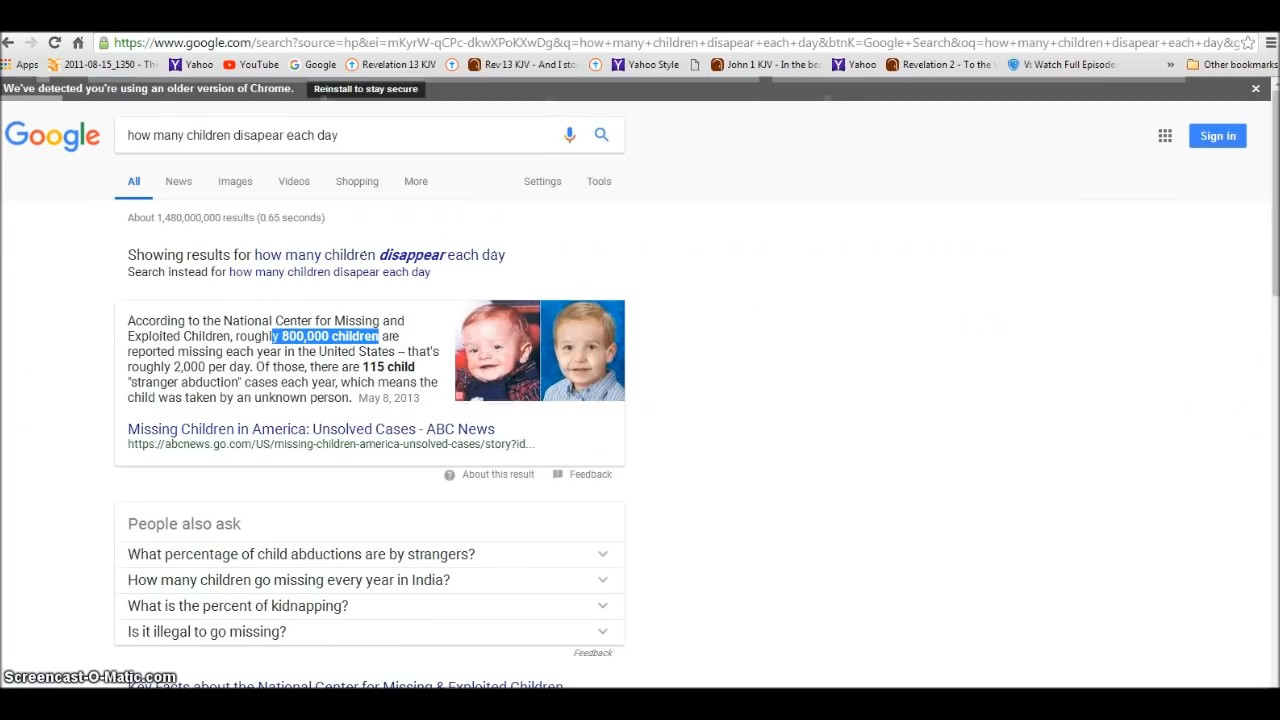 https://www.google.com/search?source=hp&ei=mKyrW-qCPc-dkwXPoKXwDg&q=how+many+children+disapear+each+day&btnK=Google+Search&oq=how+many+children+disapear+each+day&g
Apps 2011-08-15_1350 - Th Yahoo YouTube Google Revelation 13 KJV Rev 13 KJV - And I sto Yahoo Style John 1 KJV - In the be Yahoo Revelation 2 - To the V: Watch Full Episode » Other bookmarks
We've detected you're using an older version of Chrome. Reinstall to stay secure
Google how many children disapear each day Sign in
All News Images Videos Shopping More Settings Tools
About 1,480,000,000 results (0.65 seconds)
Showing results for how many children disappear each day
Search instead for how many children disapear each day
According to the National Center for Missing and
Exploited Children, roughly 800,000 children are
reported missing each year in the United States -- that's
roughly 2,000 per day. Of those, there are 115 child
"stranger abduction" cases each year, which means the
child was taken by an unknown person. May 8, 2013
Missing Children in America: Unsolved Cases - ABC News
https://abcnews.go.com/US/missing-children-america-unsolved-cases/story?id...
About this result Feedback
People also ask
What percentage of child abductions are by strangers?
How many children go missing every year in India?
What is the percent of kidnapping?
Is it illegal to go missing?
Feedback
Screencast-O-Matic.com
Key Facts about the National Center for Missing & Exploited Children